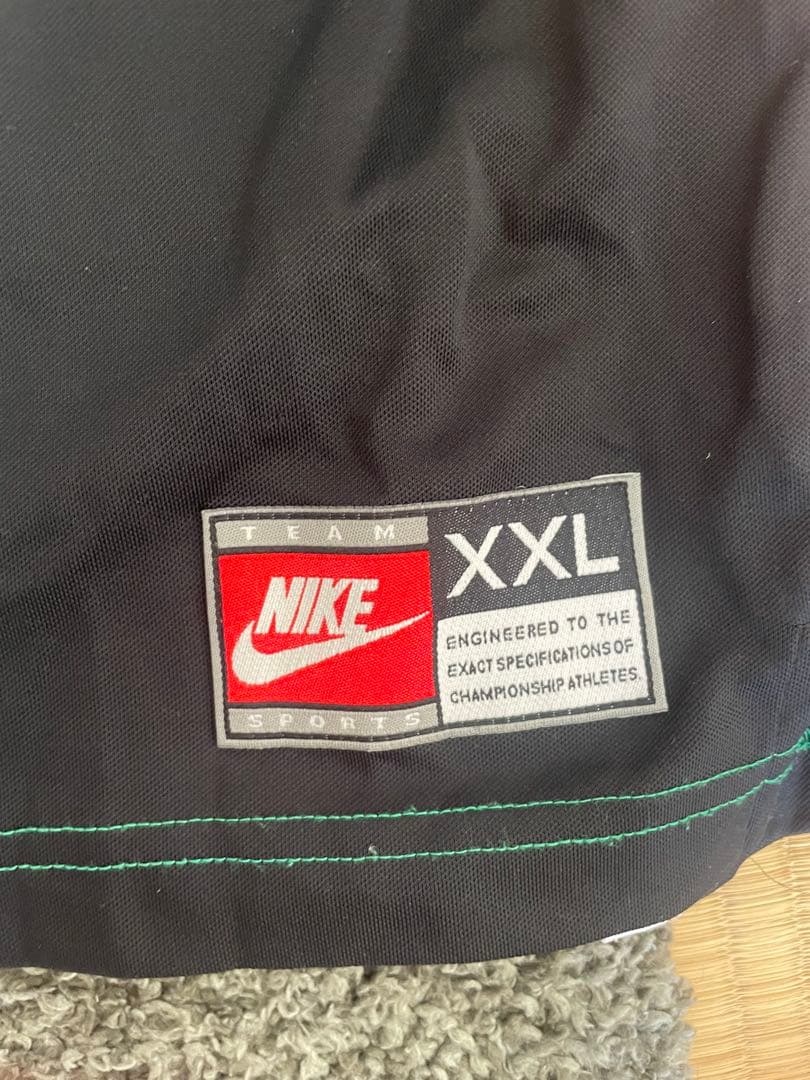 TEAM
NIKE
SPORTS
XXL
ENGINEERED TO THE
EXACT SPECIFICATIONS OF
CHAMPIONSHIP ATHLETES.